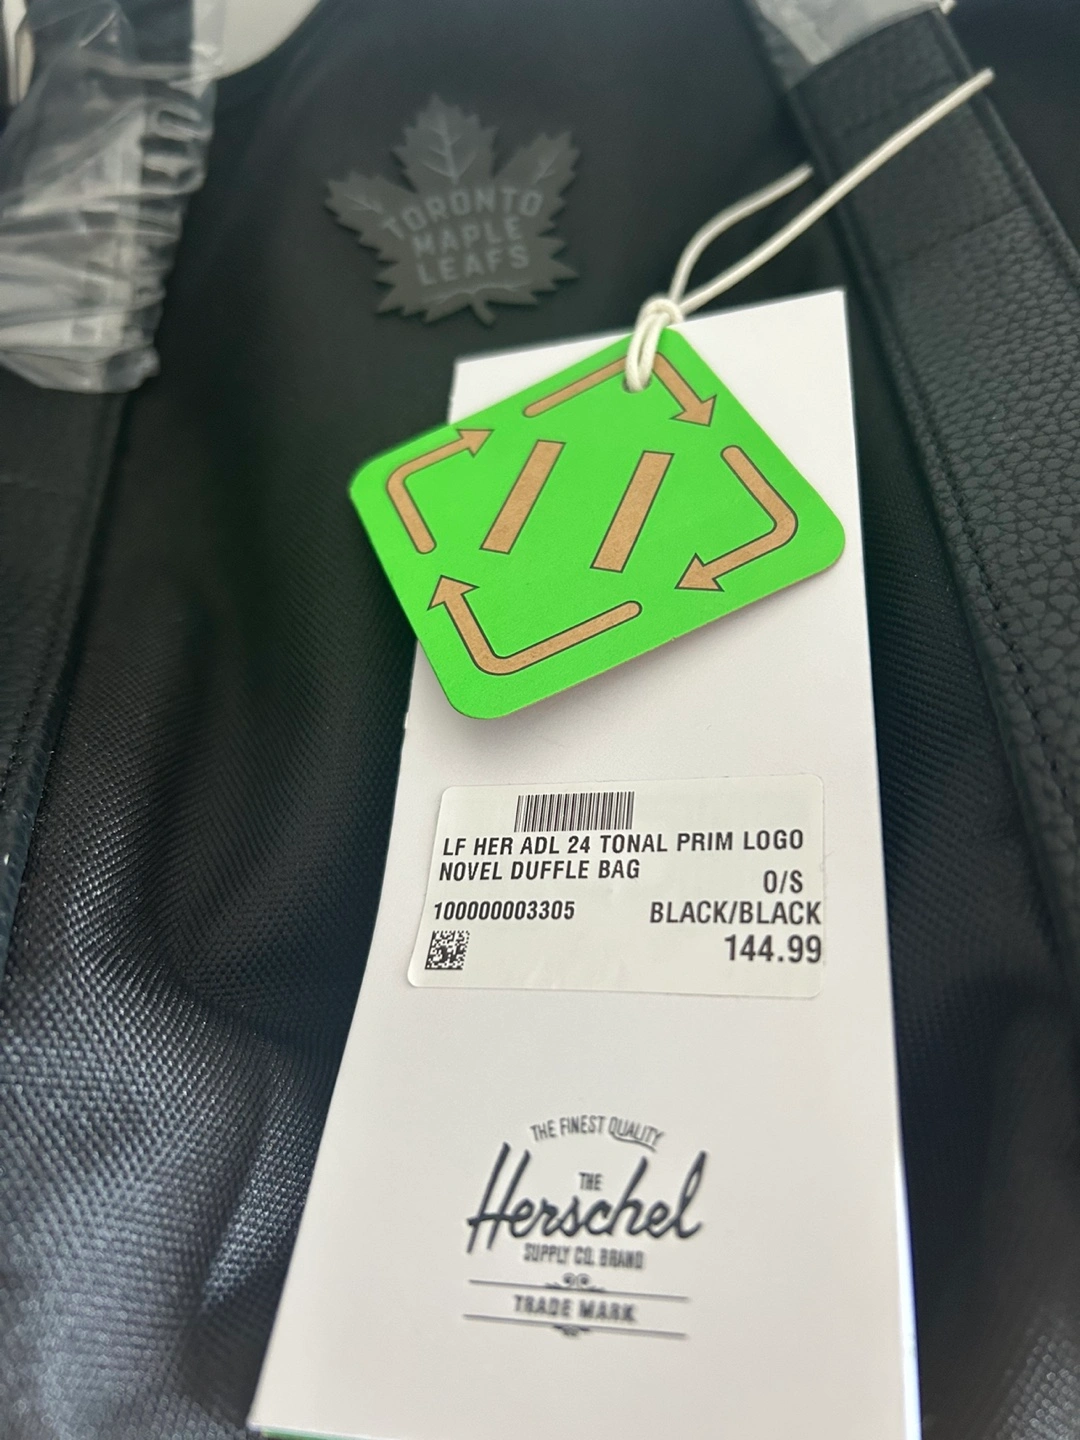 TORONTO
MAPLE
LEAFS
LF HER ADL 24 TONAL PRIM LOGO
NOVEL DUFFLE BAG
O/S
100000003305 BLACK/BLACK
144.99
THE FINEST QUALITY
THE
Herschel
SUPPLY CO. BRAND
TRADE MARK